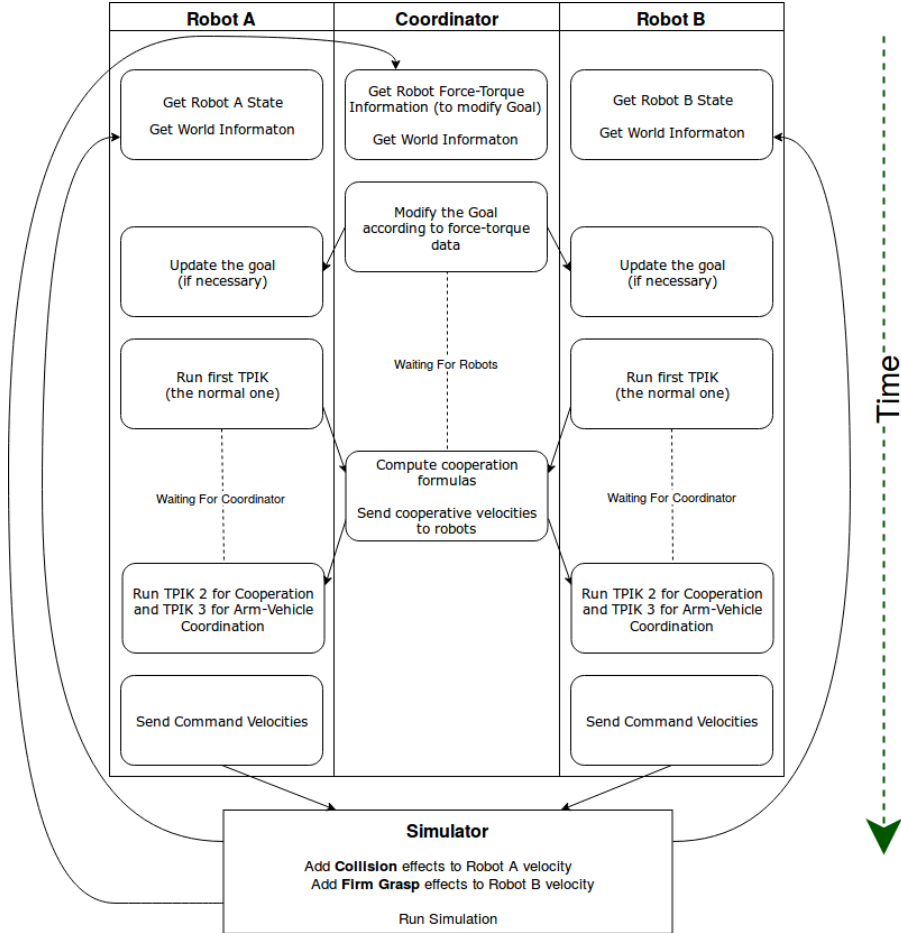 Robot A
Coordinator
Robot B
Get Robot A State
Get World Informaton
Get Robot Force-Torque
Information (to modify Goal)
Get World Informaton
Get Robot B State
Get World Informaton
Modify the Goal
according to force-torque
data
Update the goal
(if necessary)
Update the goal
(if necessary)
Run first TPIK
(the normal one)
Waiting For Robots
Run first TPIK
(the normal one)
Time
Compute cooperation
formulas
Send cooperative velocities
to robots
Waiting For Coordinator
Waiting For Coordinator
Run TPIK 2 for Cooperation
and TPIK 3 for Arm-Vehicle
Coordination
Run TPIK 2 for Cooperation
and TPIK 3 for Arm-Vehicle
Coordination
Send Command Velocities
Send Command Velocities
Simulator
Add Collision effects to Robot A velocity
Add Firm Grasp effects to Robot B velocity
Run Simulation